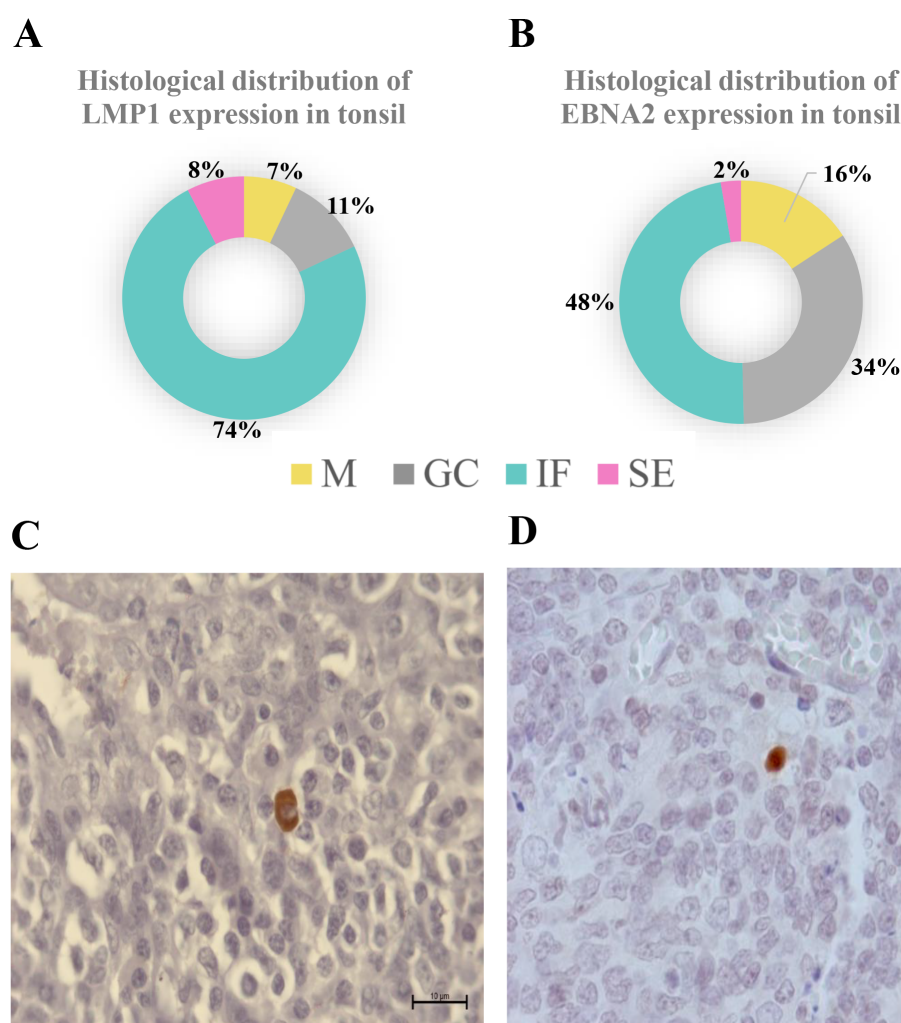 A
B
Histological distribution of
LMP1 expression in tonsil
Histological distribution of
EBNA2 expression in tonsil
8%
7%
11%
74%
2%
16%
48%
34%
M GC IF SE
C
D
10 µm